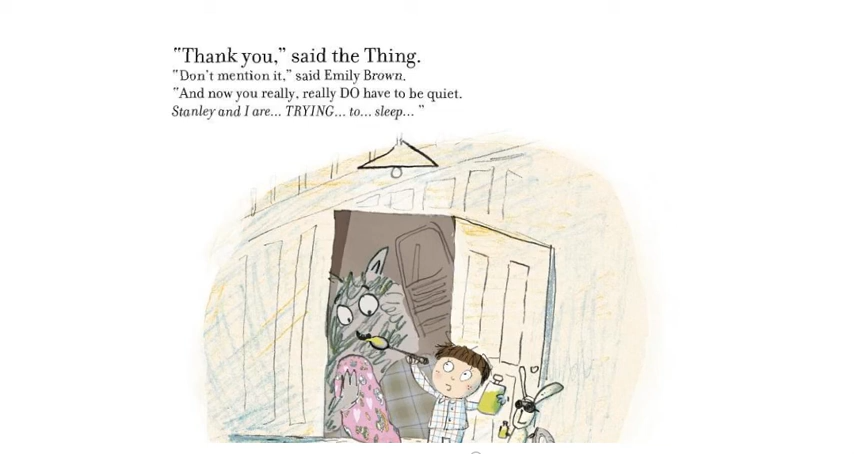 "Thank you," said the Thing.
"Don't mention it," said Emily Brown.
"And now you really, really DO have to be quiet.
Stanley and I are... TRYING... to... sleep... "